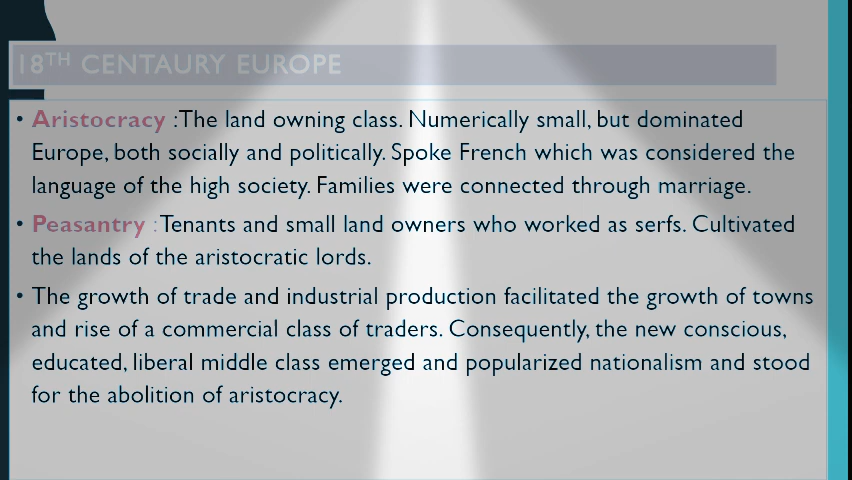 18TH CENTAURY EUROPE
• Aristocracy :The land owning class. Numerically small, but dominated
Europe, both socially and politically. Spoke French which was considered the
language of the high society. Families were connected through marriage.
• Peasantry : Tenants and small land owners who worked as serfs. Cultivated
the lands of the aristocratic lords.
• The growth of trade and industrial production facilitated the growth of towns
and rise of a commercial class of traders. Consequently, the new conscious,
educated, liberal middle class emerged and popularized nationalism and stood
for the abolition of aristocracy.